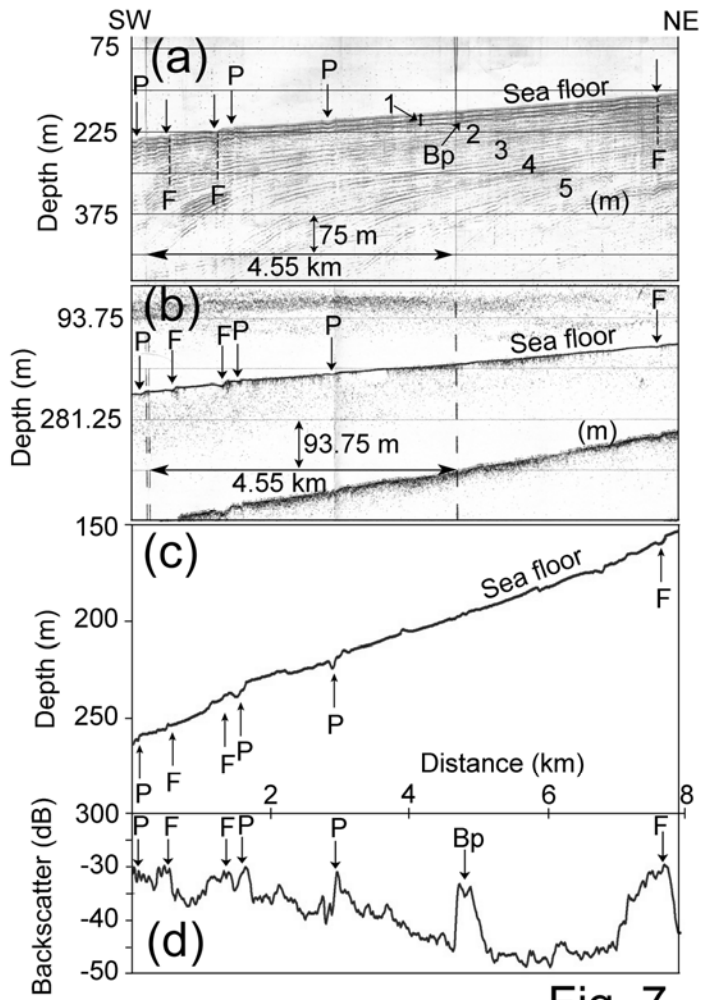 SW NE
75
(a)
P P P
1 Sea floor
225
Bp 2
3
F F 4 F
5 (m)
375
75 m
4.55 km
Depth (m)
(b)
93.75
P F F P P Sea floor F
281.25
(m)
93.75 m
4.55 km
Depth (m)
150
(c)
Sea floor
200
F
250
P F F P P
Depth (m)
Distance (km)
2 4 6 8
300
P F F P P Bp F
-30
-40
(d)
-50
Backscatter (dB)
Fig. 7